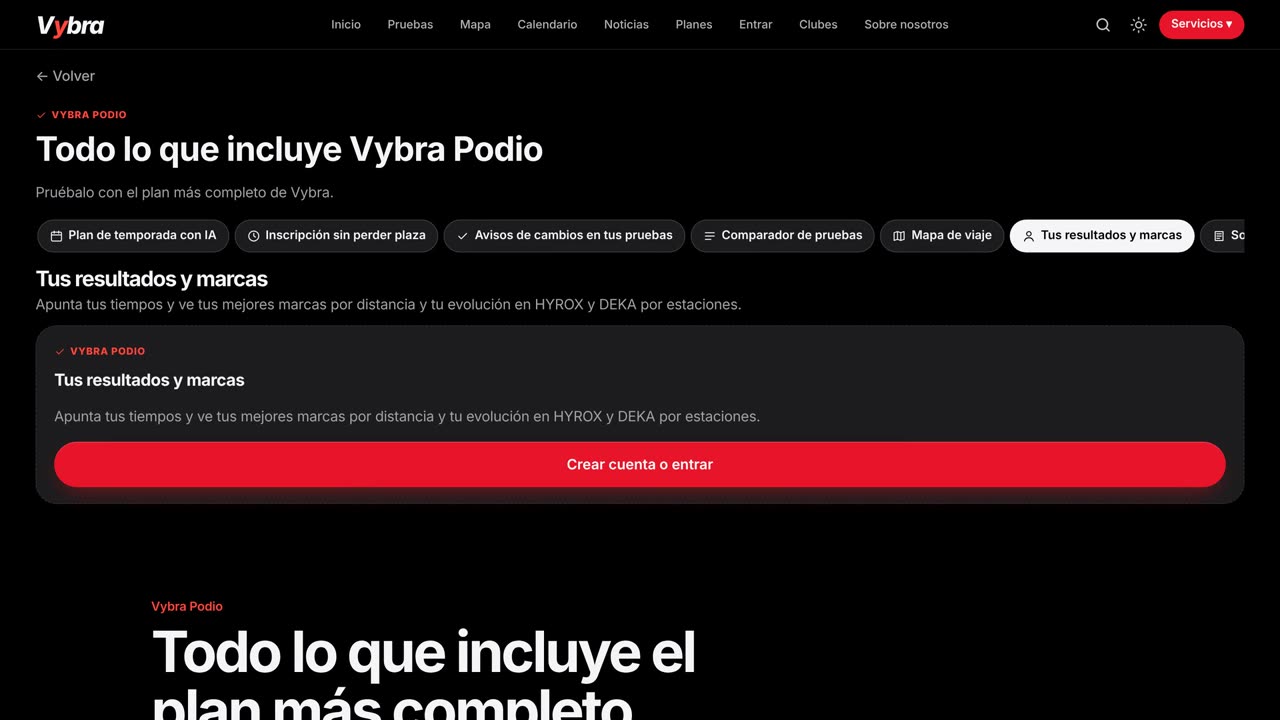 Vybra
Inicio
Pruebas
Mapa
Calendario
Noticias
Planes
Entrar
Clubes
Sobre nosotros
Servicios ▾
← Volver
VYBRA PODIO
Todo lo que incluye Vybra Podio
Pruébalo con el plan más completo de Vybra.
Plan de temporada con IA
Inscripción sin perder plaza
Avisos de cambios en tus pruebas
Comparador de pruebas
Mapa de viaje
Tus resultados y marcas
Tus resultados y marcas
Apunta tus tiempos y ve tus mejores marcas por distancia y tu evolución en HYROX y DEKA por estaciones.
VYBRA PODIO
Tus resultados y marcas
Apunta tus tiempos y ve tus mejores marcas por distancia y tu evolución en HYROX y DEKA por estaciones.
Crear cuenta o entrar
Vybra Podio
Todo lo que incluye el
plan más completo